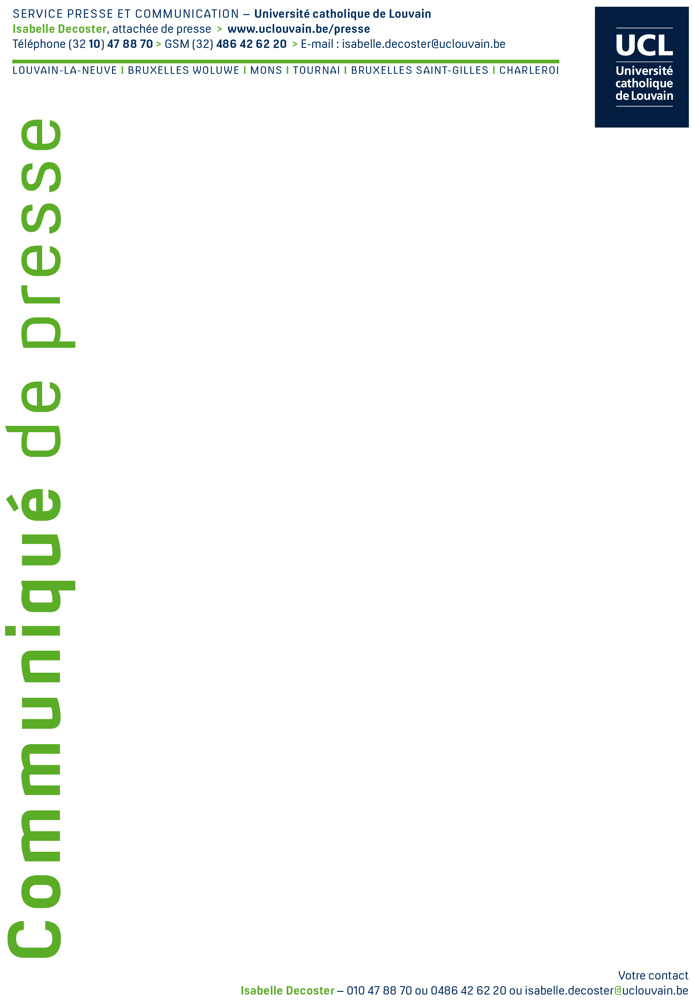 SERVICE PRESSE ET COMMUNICATION – Université catholique de Louvain
Isabelle Decoster, attachée de presse > www.uclouvain.be/presse
Téléphone (32 10) 47 88 70 > GSM (32) 486 42 62 20 > E-mail : isabelle.decoster@uclouvain.be
LOUVAIN-LA-NEUVE I BRUXELLES WOLUWE I MONS I TOURNAI I BRUXELLES SAINT-GILLES I CHARLEROI
UCL
Université
catholique
de Louvain
Communiqué de presse
Votre contact
Isabelle Decoster – 010 47 88 70 ou 0486 42 62 20 ou isabelle.decoster@uclouvain.be